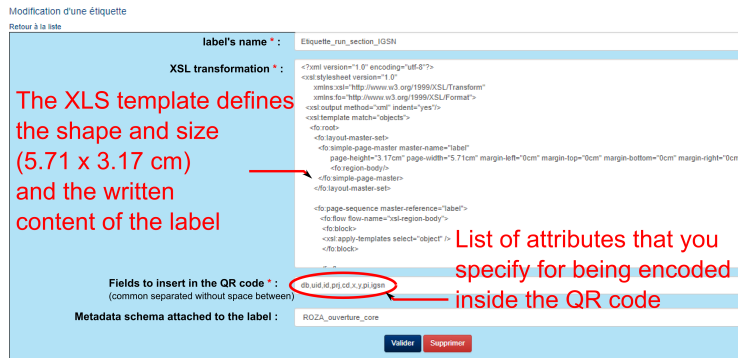 Modification d'une étiquette
Retour à la liste
label's name * :
Etiquette_run_section_IGSN
XSL transformation * :
<?xml version="1.0" encoding="utf-8"?>
<xsl:stylesheet version="1.0"
xmlns:xsl="http://www.w3.org/1999/XSL/Transform"
xmlns:fo="http://www.w3.org/1999/XSL/Format">
<xsl:output method="xml" indent="yes"/>
<xsl:template match="objects">
<fo:root>
<fo:layout-master-set>
<fo:simple-page-master master-name="label"
page-height="3.17cm" page-width="5.71cm" margin-left="0cm" margin-top="0cm" margin-bottom="0cm" margin-right="0cm
<fo:region-body/>
</fo:simple-page-master>
</fo:layout-master-set>
<fo:page-sequence master-reference="label">
<fo:flow flow-name="xsl-region-body">
<fo:block>
<xsl:apply-templates select="object" />
</fo:block>
The XLS template defines
the shape and size
(5.71 x 3.17 cm)
and the written
content of the label
List of attributes that you
specify for being encoded
inside the QR code
Fields to insert in the QR code * :
(common separated without space between)
db,uid,id,prj,cd,x,y,pi,igsn
Metadata schema attached to the label :
ROZA_ouverture_core
Valider
Supprimer